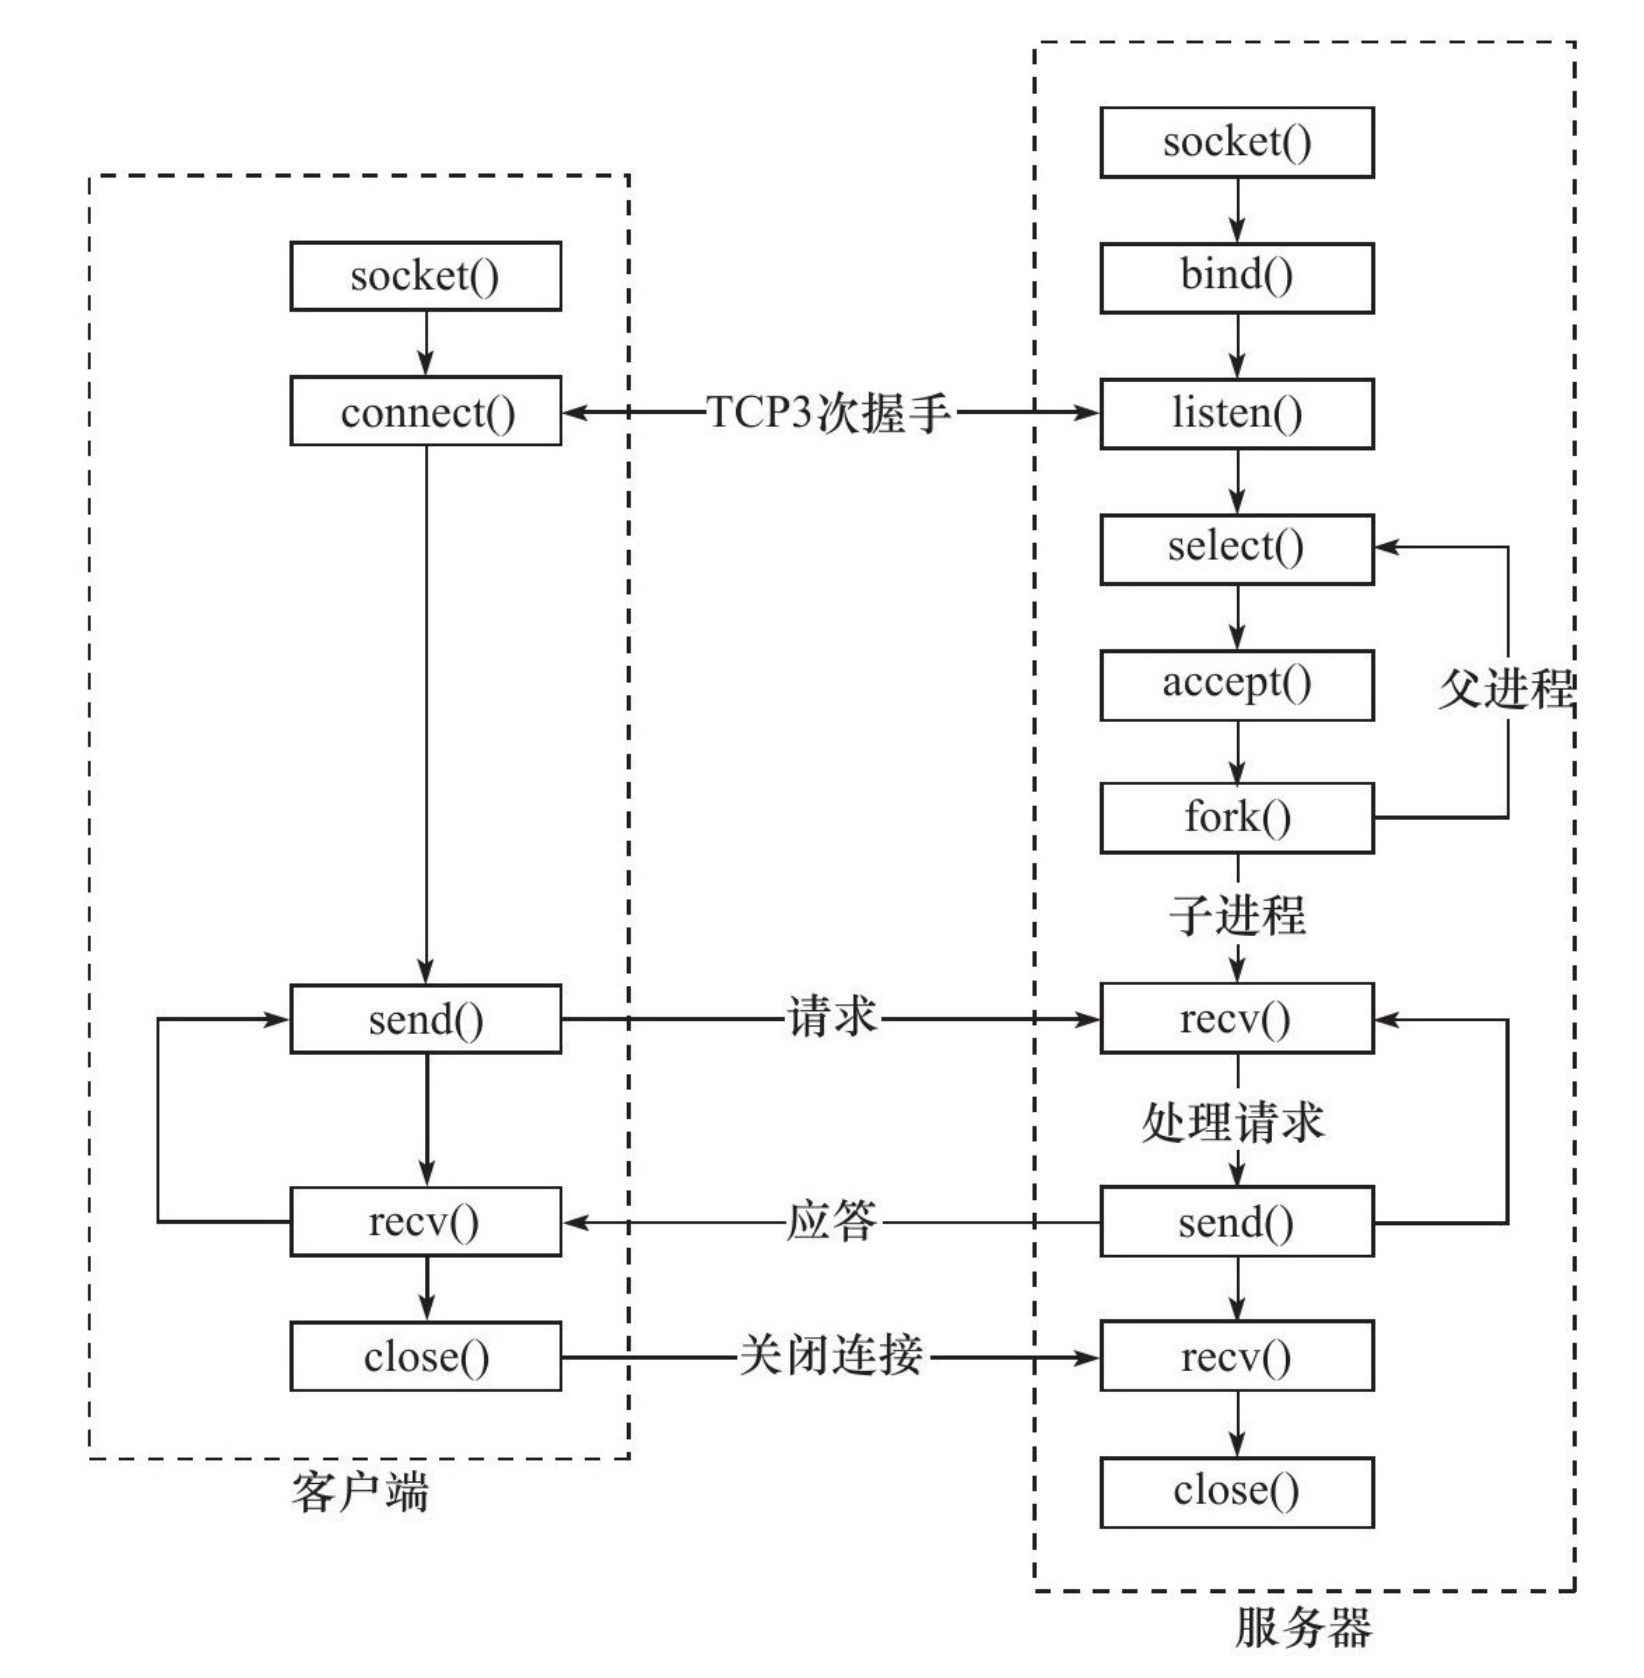 socket()
bind()
listen()
select()
accept()
父进程
fork()
子进程
recv()
处理请求
send()
recv()
close()
服务器
socket()
connect()
TCP3次握手
send()
请求
recv()
应答
close()
关闭连接
客户端